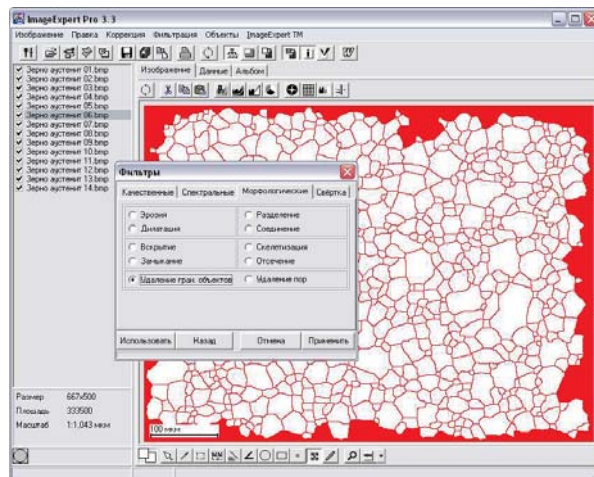 ImageExpert Pro 3.3
Изображение Правка Коррекция Фильтрация Объекты ImageExpert TM
Изображение Данные Альбом
Зерно аустенит 01.bmp
Зерно аустенит 02.bmp
Зерно аустенит 03.bmp
Зерно аустенит 04.bmp
Зерно аустенит 05.bmp
Зерно аустенит 06.bmp
Зерно аустенит 07.bmp
Зерно аустенит 08.bmp
Зерно аустенит 09.bmp
Зерно аустенит 10.bmp
Зерно аустенит 11.bmp
Зерно аустенит 12.bmp
Зерно аустенит 13.bmp
Зерно аустенит 14.bmp
Фильтры
Качественные Спектральные Морфологические Свёртка
Эрозия Разделение
Дилатация Соединение
Вскрытие Скелетизация
Замыкание Отсечение
Удаление гран. объектов Удаление пор
Использовать Назад Отмена Применить
Размер 667x500
Площадь 333500
Масштаб 1:1,043 мкм
100 мкм